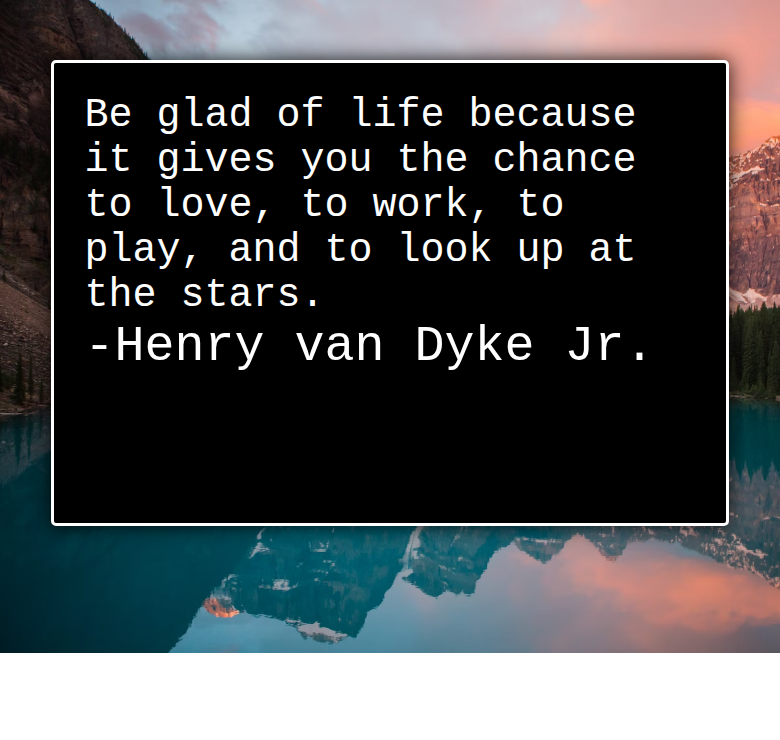 Be glad of life because
it gives you the chance
to love, to work, to
play, and to look up at
the stars.
-Henry van Dyke Jr.